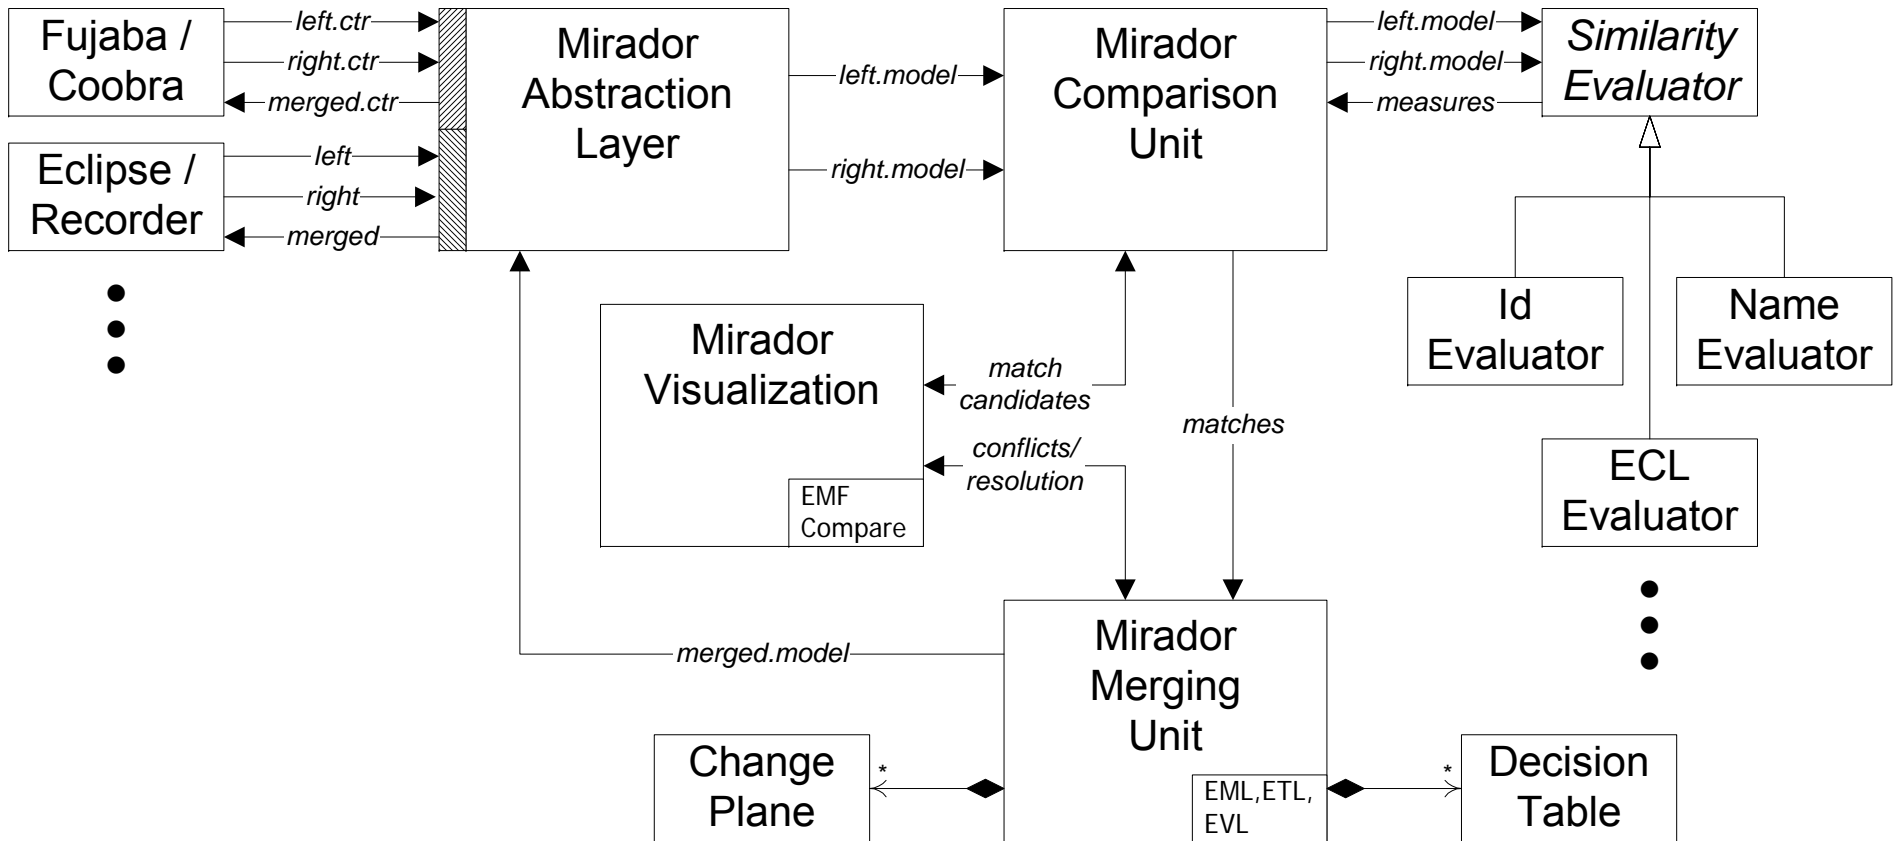 Fujaba /
Coobra
left.ctr
right.ctr
merged.ctr
Eclipse /
Recorder
left
right
merged
Mirador
Abstraction
Layer
left.model
right.model
Mirador
Comparison
Unit
left.model
right.model
measures
Similarity
Evaluator
Id
Evaluator
Name
Evaluator
ECL
Evaluator
Mirador
Visualization
EMF
Compare
match
candidates
conflicts/
resolution
matches
merged.model
Mirador
Merging
Unit
EML,ETL,
EVL
Change
Plane
*
*
Decision
Table